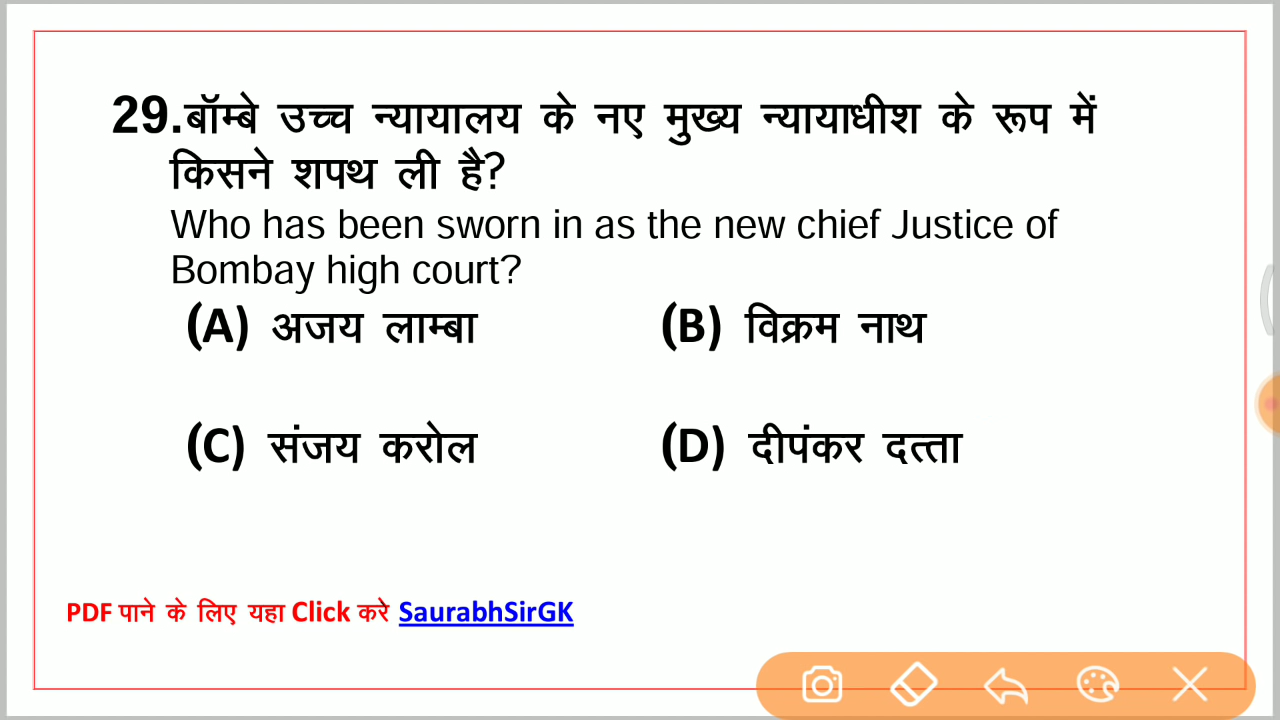 29.बॉम्बे उच्च न्यायालय के नए मुख्य न्यायाधीश के रूप में
किसने शपथ ली है?
Who has been sworn in as the new chief Justice of
Bombay high court?
(A) अजय लाम्बा (B) विक्रम नाथ
(C) संजय करोल (D) दीपंकर दत्ता
PDF पाने के लिए यहा Click करे SaurabhSirGK